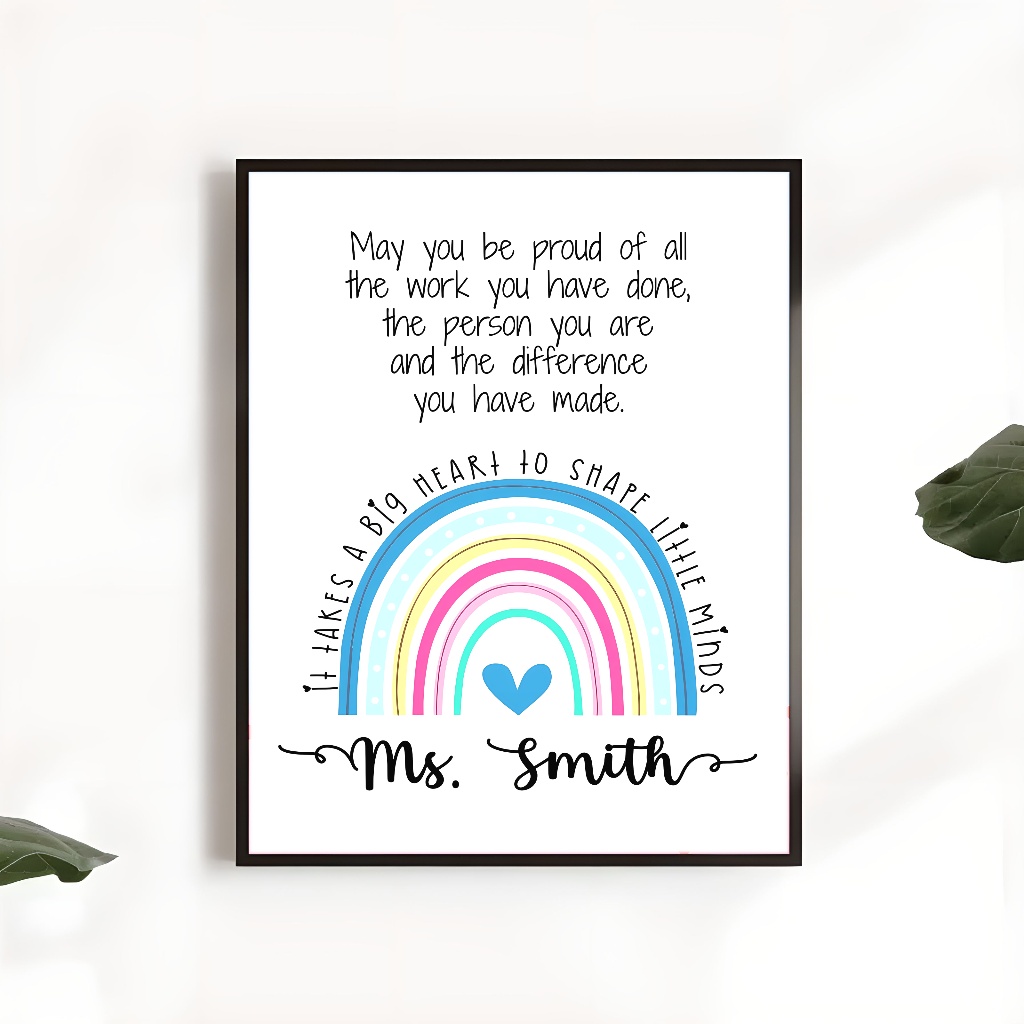 May you be proud of all
the work you have done,
the person you are
and the difference
you have made.
IT TAKES A BIG HEART TO SHAPE LITTLE MINDS
Ms. Smith